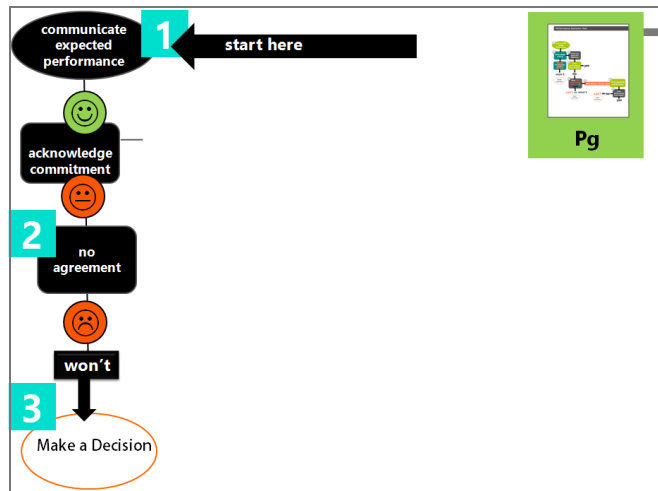 communicate
expected
performance
1
start here
acknowledge
commitment
2
no
agreement
won't
3
Make a Decision
Pg